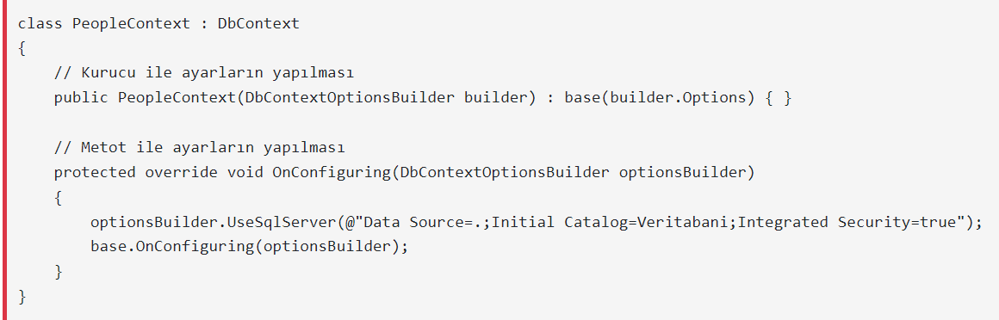 class PeopleContext : DbContext
{
    // Kurucu ile ayarların yapılması
    public PeopleContext(DbContextOptionsBuilder builder) : base(builder.Options) { }

    // Metot ile ayarların yapılması
    protected override void OnConfiguring(DbContextOptionsBuilder optionsBuilder)
    {
        optionsBuilder.UseSqlServer(@"Data Source=.;Initial Catalog=Veritabani;Integrated Security=true");
        base.OnConfiguring(optionsBuilder);
    }
}